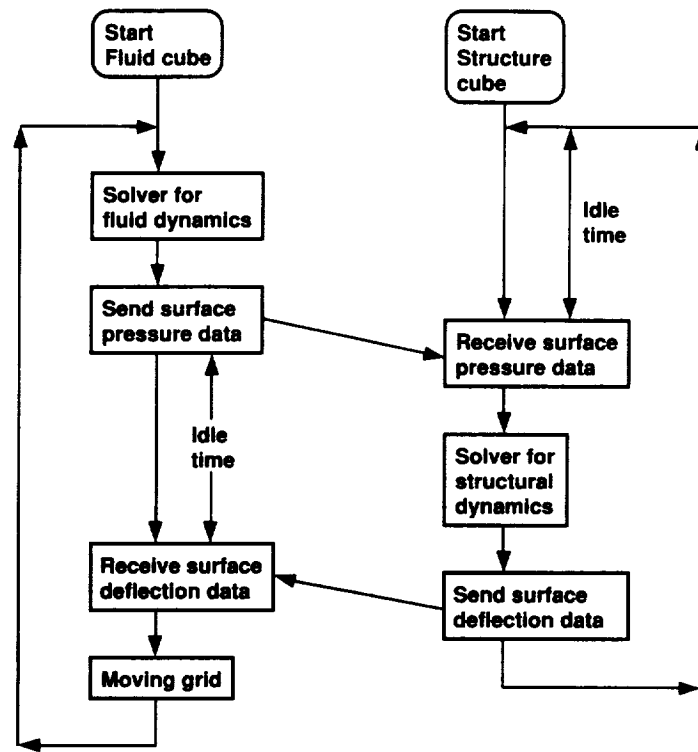 Start
Fluid cube
Solver for
fluid dynamics
Send surface
pressure data
Idle
time
Receive surface
deflection data
Moving grid
Start
Structure
cube
Idle
time
Receive surface
pressure data
Solver for
structural
dynamics
Send surface
deflection data